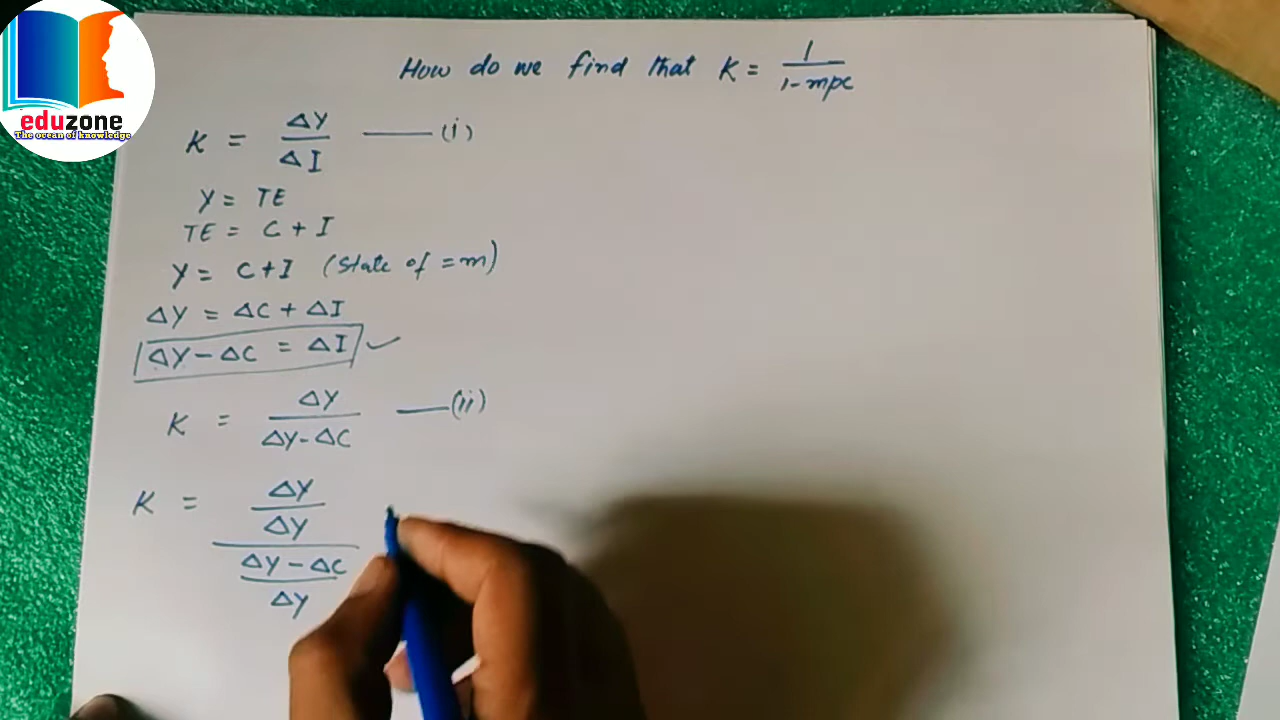 eduzone
The ocean of knowledge
How do we find that K = 1/(1-mpc)
K = ΔY/ΔI —— (i)
Y = TE
TE = C + I
Y = C+I (State of =m)
ΔY = ΔC + ΔI
ΔY - ΔC = ΔI ✓
K = ΔY/(ΔY-ΔC) —— (ii)
K = (ΔY/ΔY)/((ΔY - ΔC)/ΔY)